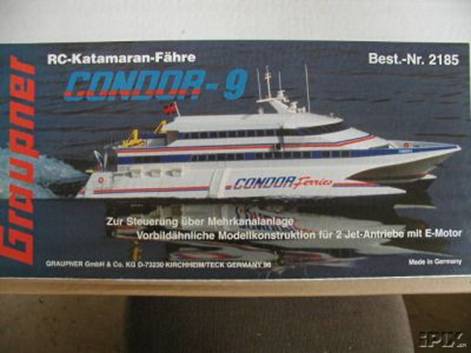 Graupner
RC-Katamaran-Fähre
Best.-Nr. 2185
CONDOR-9
CONDOR Ferries
Zur Steuerung über Mehrkanalanlage
Vorbildähnliche Modellkonstruktion für 2 Jet-Antriebe mit E-Motor
GRAUPNER GmbH & Co. KG D-73230 KIRCHHEIM/TECK GERMANY 96
Made in Germany
iPIX